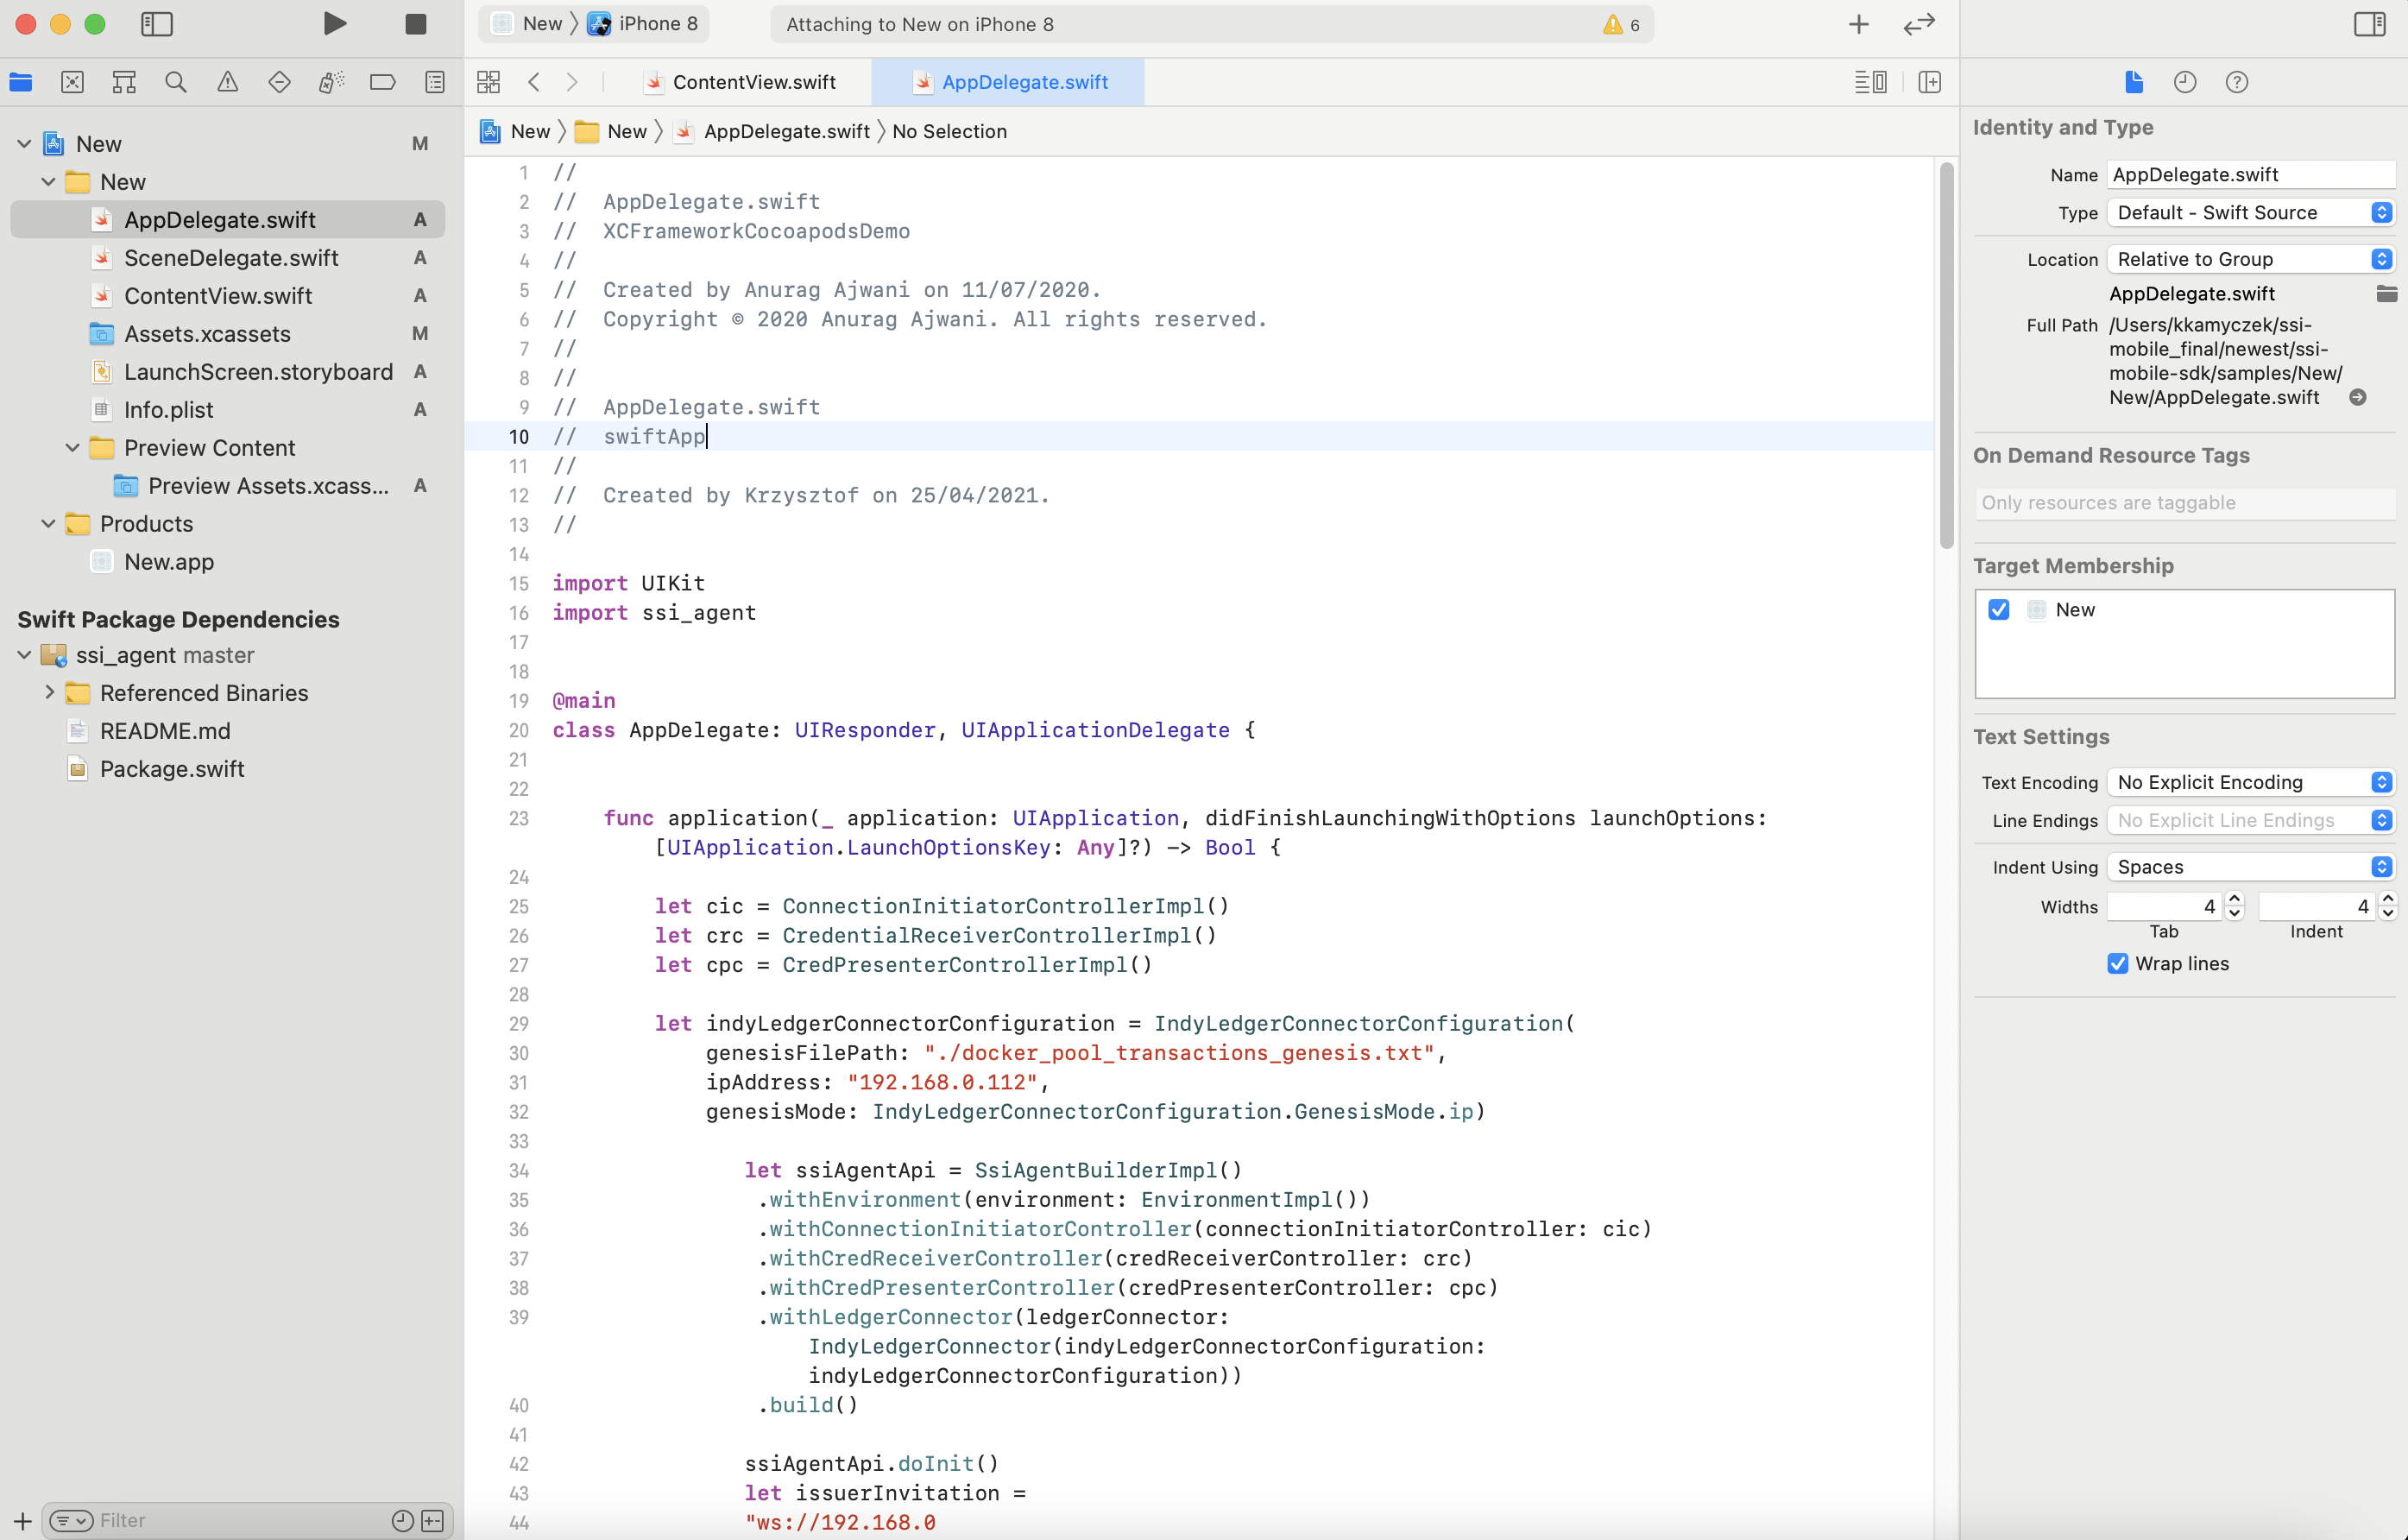 New
iPhone 8
Attaching to New on iPhone 8
6
ContentView.swift
AppDelegate.swift
New
New
AppDelegate.swift
No Selection
New M
New
AppDelegate.swift A
SceneDelegate.swift A
ContentView.swift A
Assets.xcassets M
LaunchScreen.storyboard A
Info.plist A
Preview Content
Preview Assets.xcass... A
Products
New.app
Swift Package Dependencies
ssi_agent master
Referenced Binaries
README.md
Package.swift
Filter
1 //
2 //  AppDelegate.swift
3 //  XCFrameworkCocoapodsDemo
4 //
5 //  Created by Anurag Ajwani on 11/07/2020.
6 //  Copyright © 2020 Anurag Ajwani. All rights reserved.
7 //
8 //
9 //  AppDelegate.swift
10 //  swiftApp
11 //
12 //  Created by Krzysztof on 25/04/2021.
13 //
14
15 import UIKit
16 import ssi_agent
17
18
19 @main
20 class AppDelegate: UIResponder, UIApplicationDelegate {
21
22
23     func application(_ application: UIApplication, didFinishLaunchingWithOptions launchOptions:
[UIApplication.LaunchOptionsKey: Any]?) -> Bool {
24
25         let cic = ConnectionInitiatorControllerImpl()
26         let crc = CredentialReceiverControllerImpl()
27         let cpc = CredPresenterControllerImpl()
28
29         let indyLedgerConnectorConfiguration = IndyLedgerConnectorConfiguration(
30             genesisFilePath: "./docker_pool_transactions_genesis.txt",
31             ipAddress: "192.168.0.112",
32             genesisMode: IndyLedgerConnectorConfiguration.GenesisMode.ip)
33
34                let ssiAgentApi = SsiAgentBuilderImpl()
35                 .withEnvironment(environment: EnvironmentImpl())
36                 .withConnectionInitiatorController(connectionInitiatorController: cic)
37                 .withCredReceiverController(credReceiverController: crc)
38                 .withCredPresenterController(credPresenterController: cpc)
39                 .withLedgerConnector(ledgerConnector:
IndyLedgerConnector(indyLedgerConnectorConfiguration:
indyLedgerConnectorConfiguration))
40                 .build()
41
42                ssiAgentApi.doInit()
43                let issuerInvitation =
44                "ws://192.168.0
Identity and Type
Name AppDelegate.swift
Type Default - Swift Source
Location Relative to Group
AppDelegate.swift
Full Path /Users/kkamyczek/ssi-
mobile_final/newest/ssi-
mobile-sdk/samples/New/
New/AppDelegate.swift
On Demand Resource Tags
Only resources are taggable
Target Membership
New
Text Settings
Text Encoding No Explicit Encoding
Line Endings No Explicit Line Endings
Indent Using Spaces
Widths 4 4
Tab Indent
Wrap lines